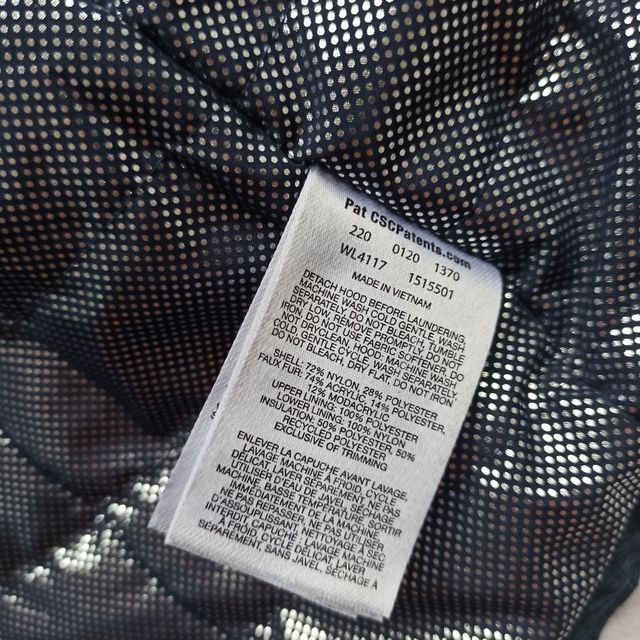 Pat CSCPatents.com
220 0120 1370
WL4117 1515501
MADE IN VIETNAM
DETACH HOOD BEFORE LAUNDERING.
MACHINE WASH COLD GENTLE, WASH
SEPARATELY, DO NOT BLEACH, TUMBLE
DRY LOW, REMOVE PROMPTLY, DO NOT
IRON, DO NOT USE FABRIC SOFTENER, DO
NOT DRYCLEAN. HOOD, MACHINE WASH
COLD GENTLE CYCLE, WASH SEPARATELY,
DO NOT BLEACH, DRY FLAT, DO NOT IRON.
SHELL: 72% NYLON, 28% POLYESTER
FAUX FUR: 74% ACRYLIC, 14% POLYESTER,
12% MODACRYLIC
UPPER LINING: 100% POLYESTER
LOWER LINING: 100% NYLON
INSULATION: 50% POLYESTER 50%
RECYCLED POLYESTER
EXCLUSIVE OF TRIMMING
ENLEVER LA CAPUCHE AVANT LAVAGE.
LAVAGE MACHINE À FROID, CYCLE
DÉLICAT, LAVER SÉPARÉMENT, NE PAS
UTILISER D'EAU DE JAVEL, SÉCHAGE
MACHINE, BASSE TEMPÉRATURE, SORTIR
IMMÉDIATEMENT DE LA MACHINE,
NE PAS REPASSER, NE PAS UTILISER
D'ASSOUPLISSANT, NETTOYAGE À SEC
INTERDIT. CAPUCHE, LAVAGE MACHINE
À FROID, CYCLE DÉLICAT, LAVER
SÉPARÉMENT, SANS JAVEL, SÉCHAGE À